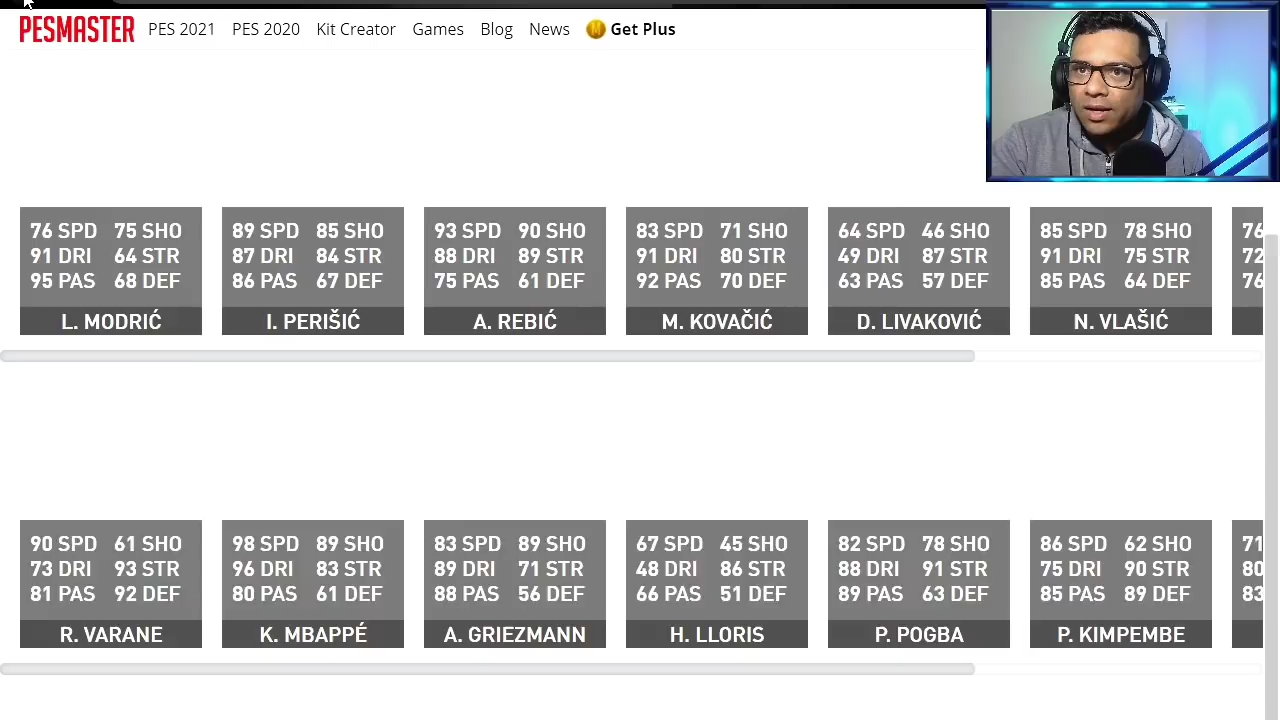 PESMASTER PES 2021 PES 2020 Kit Creator Games Blog News M Get Plus
76 SPD 75 SHO
91 DRI 64 STR
95 PAS 68 DEF
L. MODRIĆ
89 SPD 85 SHO
87 DRI 84 STR
86 PAS 67 DEF
I. PERIŠIĆ
93 SPD 90 SHO
88 DRI 89 STR
75 PAS 61 DEF
A. REBIĆ
83 SPD 71 SHO
91 DRI 80 STR
92 PAS 70 DEF
M. KOVAČIĆ
64 SPD 46 SHO
49 DRI 87 STR
63 PAS 57 DEF
D. LIVAKOVIĆ
85 SPD 78 SHO
91 DRI 75 STR
85 PAS 64 DEF
N. VLAŠIĆ
76
72
76
90 SPD 61 SHO
73 DRI 93 STR
81 PAS 92 DEF
R. VARANE
98 SPD 89 SHO
96 DRI 83 STR
80 PAS 61 DEF
K. MBAPPÉ
83 SPD 89 SHO
89 DRI 71 STR
88 PAS 56 DEF
A. GRIEZMANN
67 SPD 45 SHO
48 DRI 86 STR
66 PAS 51 DEF
H. LLORIS
82 SPD 78 SHO
88 DRI 91 STR
89 PAS 63 DEF
P. POGBA
86 SPD 62 SHO
75 DRI 90 STR
85 PAS 89 DEF
P. KIMPEMBE
71
80
83